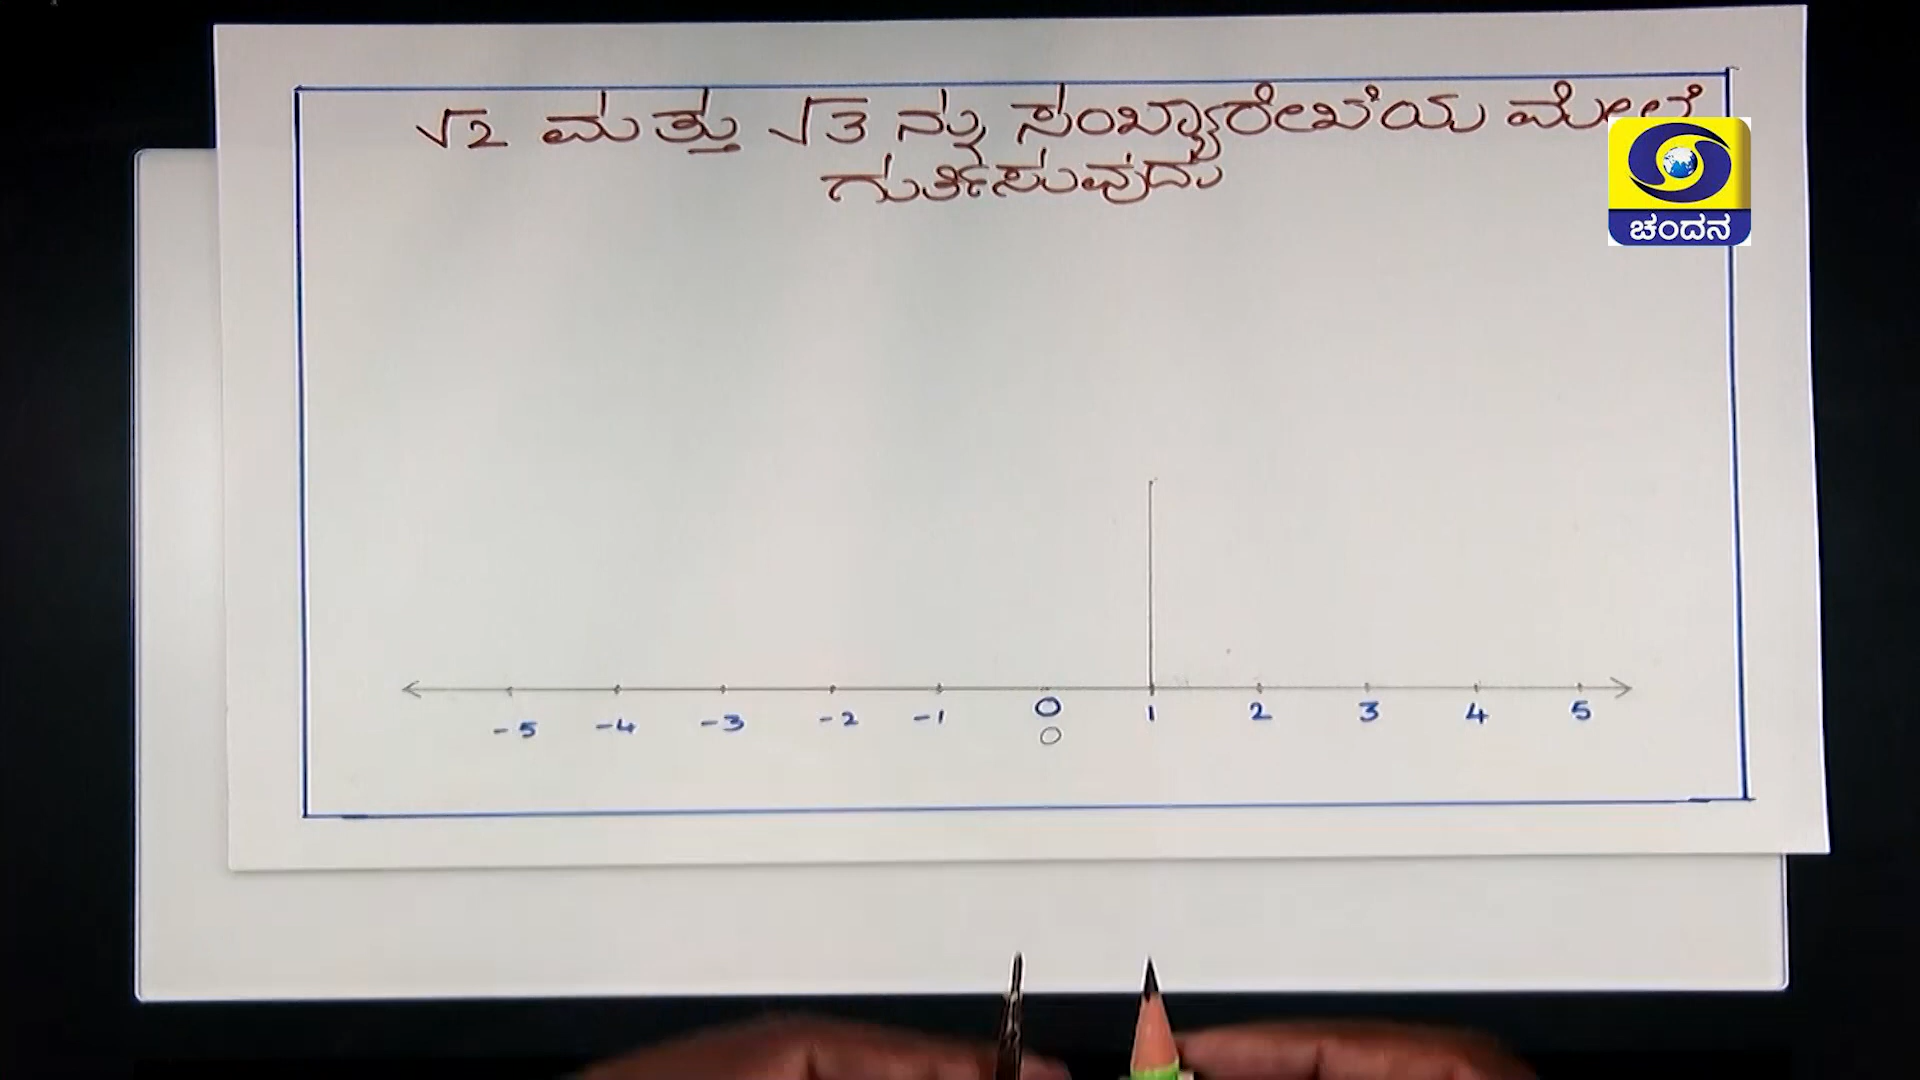 √2 ಮತ್ತು √3 ನ್ನು ಸಂಖ್ಯಾರೇಖೆಯ ಮೇಲೆ
ಗುರ್ತಿಸುವುದು
ಚಂದನ
-5 -4 -3 -2 -1 0 1 2 3 4 5
0